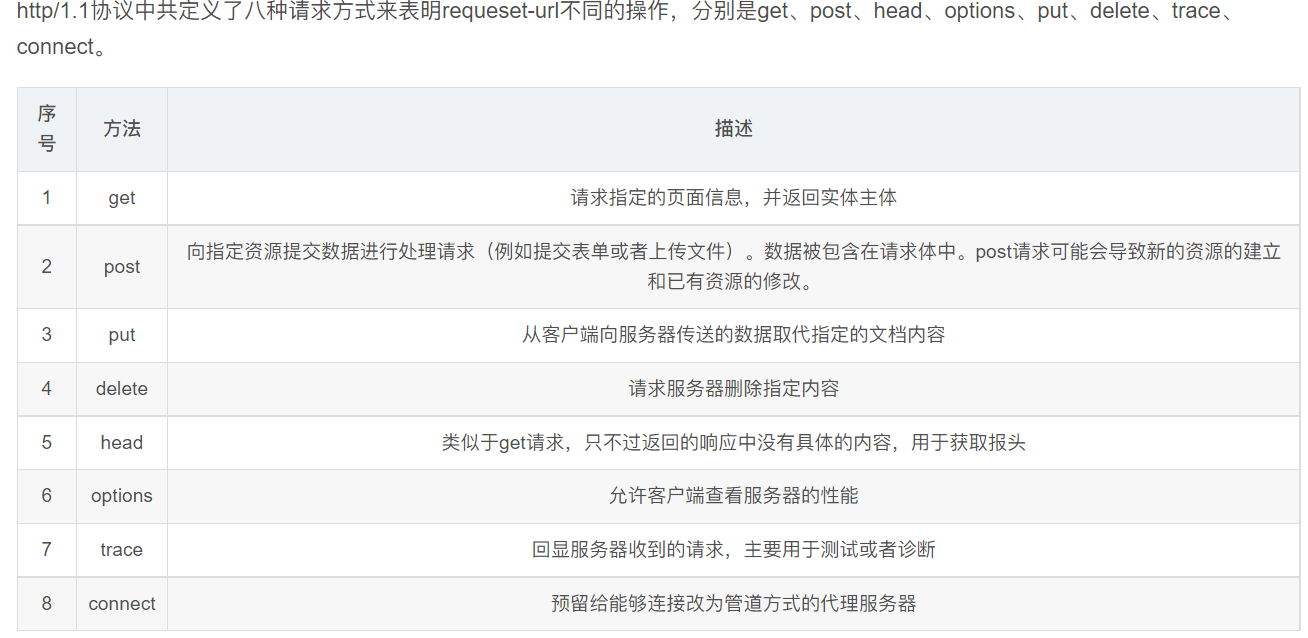 http/1.1协议中共定义了八种请求方式来表明requeset-url不同的操作，分别是get、post、head、options、put、delete、trace、
connect。
序号 方法 描述
1 get 请求指定的页面信息，并返回实体主体
2 post 向指定资源提交数据进行处理请求（例如提交表单或者上传文件）。数据被包含在请求体中。post请求可能会导致新的资源的建立
和已有资源的修改。
3 put 从客户端向服务器传送的数据取代指定的文档内容
4 delete 请求服务器删除指定内容
5 head 类似于get请求，只不过返回的响应中没有具体的内容，用于获取报头
6 options 允许客户端查看服务器的性能
7 trace 回显服务器收到的请求，主要用于测试或者诊断
8 connect 预留给能够连接改为管道方式的代理服务器